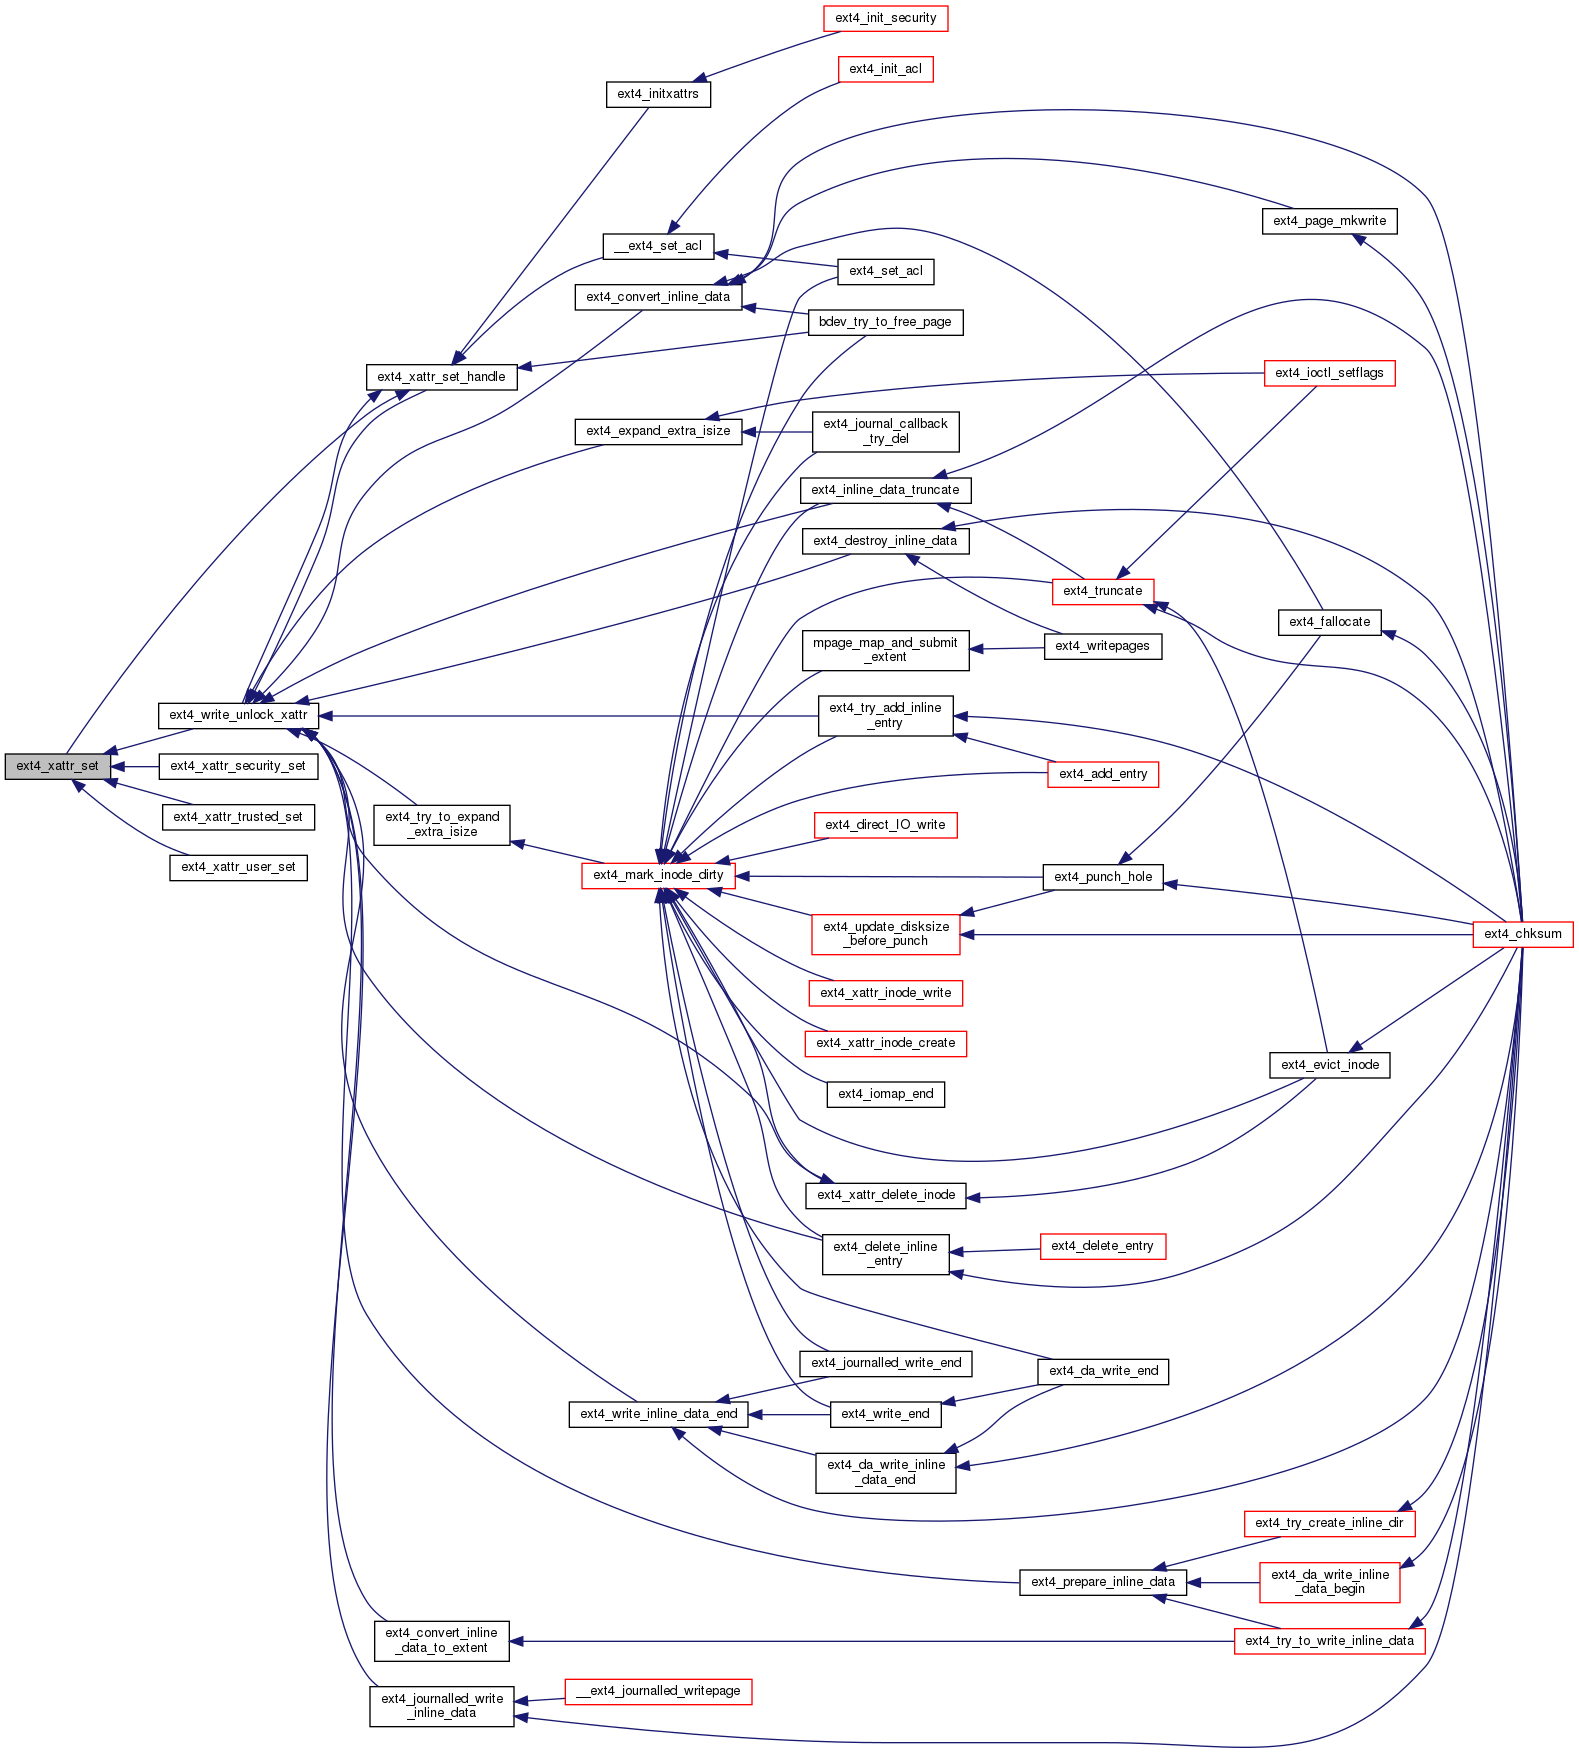 ext4_init_security
ext4_init_acl
ext4_initxattrs
ext4_page_mkwrite
__ext4_set_acl
ext4_set_acl
ext4_convert_inline_data
bdev_try_to_free_page
ext4_xattr_set_handle
ext4_ioctl_setflags
ext4_expand_extra_isize
ext4_journal_callback
_try_del
ext4_inline_data_truncate
ext4_destroy_inline_data
ext4_truncate
ext4_fallocate
mpage_map_and_submit
_extent
ext4_writepages
ext4_write_unlock_xattr
ext4_try_add_inline
_entry
ext4_xattr_set
ext4_xattr_security_set
ext4_add_entry
ext4_xattr_trusted_set
ext4_try_to_expand
_extra_isize
ext4_direct_IO_write
ext4_xattr_user_set
ext4_mark_inode_dirty
ext4_punch_hole
ext4_update_disksize
_before_punch
ext4_chksum
ext4_xattr_inode_write
ext4_xattr_inode_create
ext4_evict_inode
ext4_iomap_end
ext4_xattr_delete_inode
ext4_delete_inline
_entry
ext4_delete_entry
ext4_journalled_write_end
ext4_da_write_end
ext4_write_inline_data_end
ext4_write_end
ext4_da_write_inline
_data_end
ext4_try_create_inline_dir
ext4_prepare_inline_data
ext4_da_write_inline
_data_begin
ext4_convert_inline
_data_to_extent
ext4_try_to_write_inline_data
__ext4_journalled_writepage
ext4_journalled_write
_inline_data